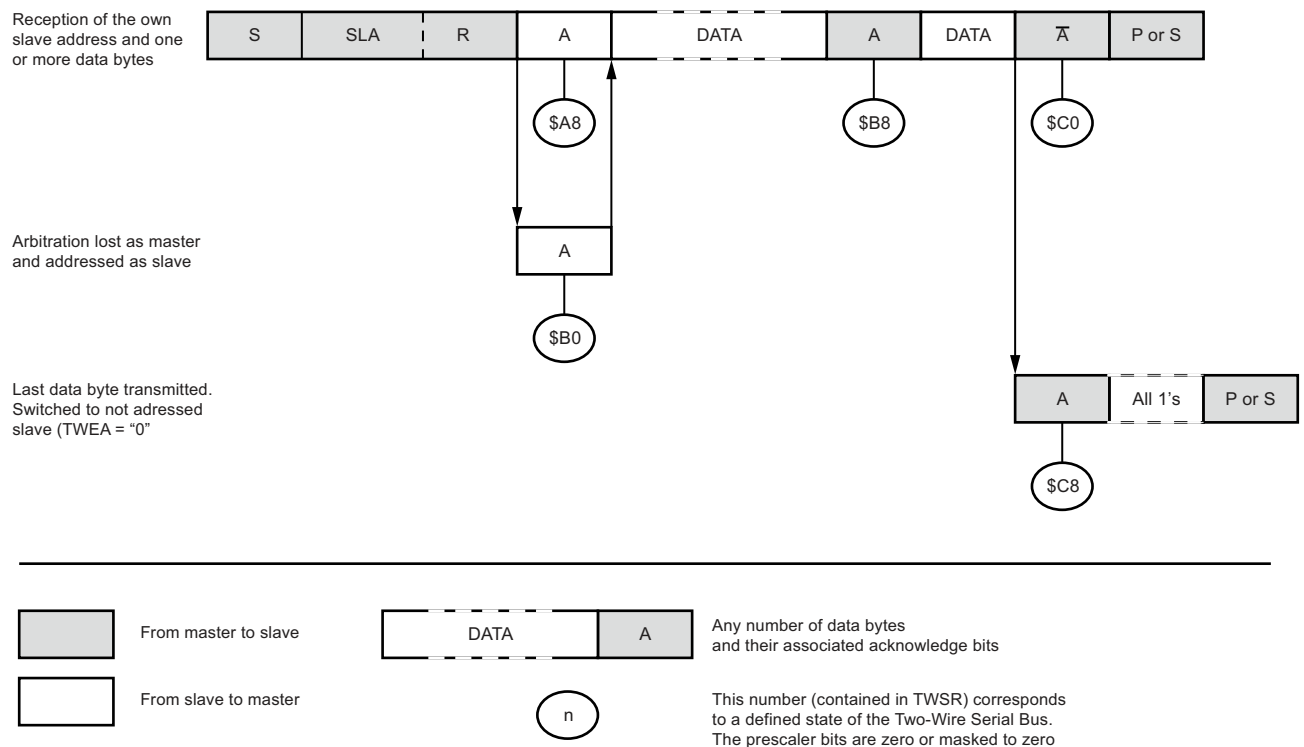 Reception of the own
slave address and one
or more data bytes
S SLA R A DATA A DATA A̅ P or S
$A8 $B8 $C0
Arbitration lost as master
and addressed as slave
A
$B0
Last data byte transmitted.
Switched to not adressed
slave (TWEA = “0”
A All 1's P or S
$C8
From master to slave
DATA A
Any number of data bytes
and their associated acknowledge bits
From slave to master
n
This number (contained in TWSR) corresponds
to a defined state of the Two-Wire Serial Bus.
The prescaler bits are zero or masked to zero